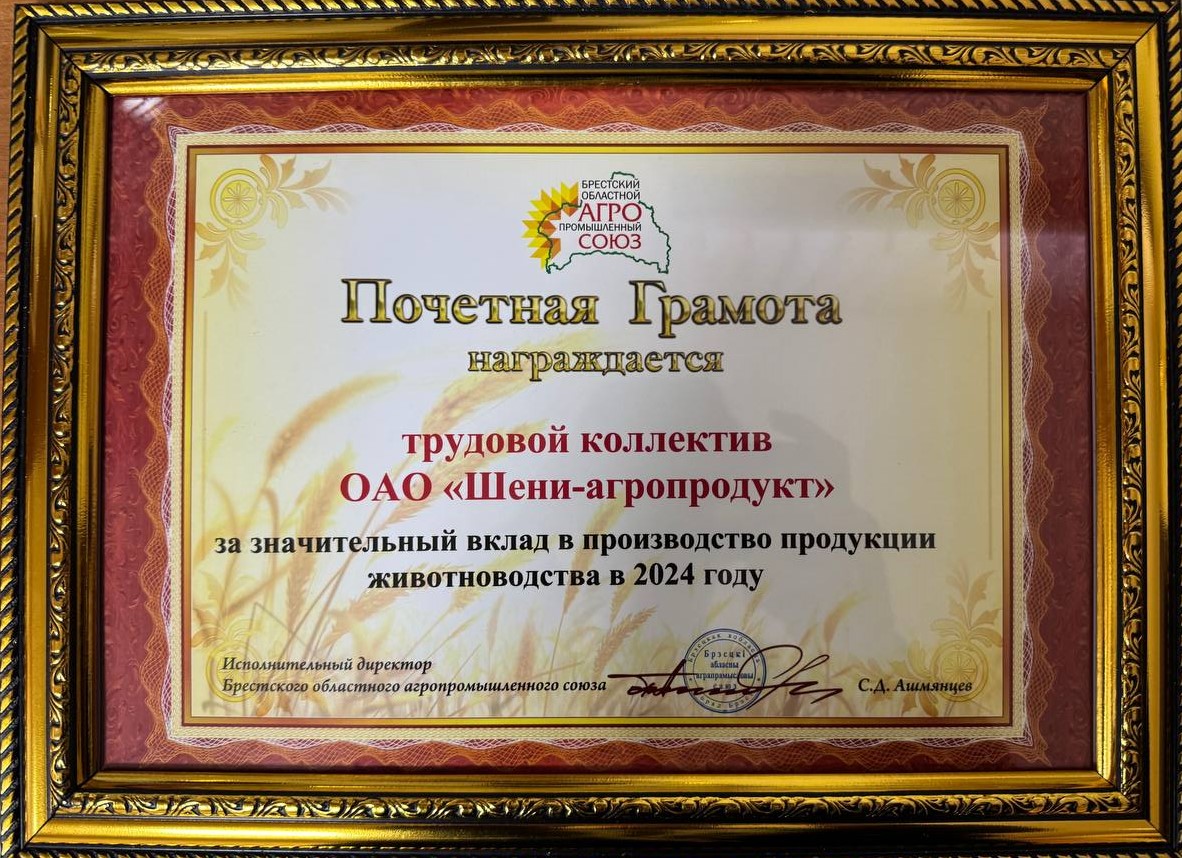 БРЕСТСКИЙ
ОБЛАСТНОЙ
АГРО
ПРОМЫШЛЕННЫЙ
СОЮЗ
Почетная Грамота
награждается
трудовой коллектив
ОАО «Шени-агропродукт»
за значительный вклад в производство продукции
животноводства в 2024 году
Исполнительный директор
Брестского областного агропромышленного союза
С.Д. Ашмянцев
Брэсцкі
абласны
аграпрамысловы
саюз